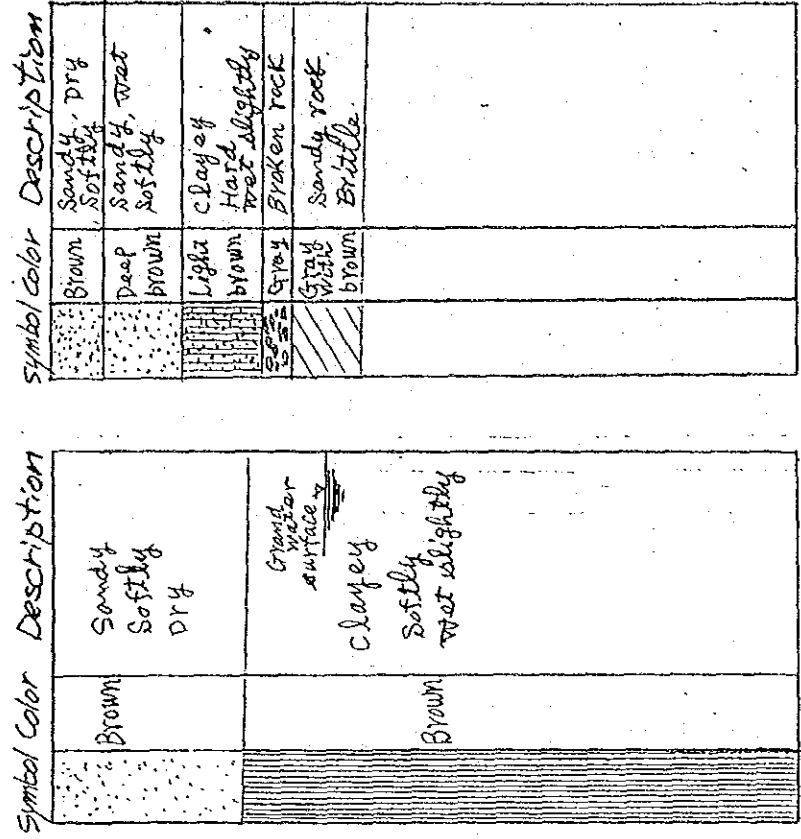 Symbol Color Description
Brown
Sandy, Dry
Softly
Deep
brown
Sandy, wet
Softly
Light
brown
Clayey
Hard
wet slightly
Gray
Broken rock
Gray
with
brown
Sandy rock
Brittle.
Symbol Color Description
Brown
Sandy
Softly
Dry
Grand
water
surface
Brown
Clayey
Softly
wet slightly